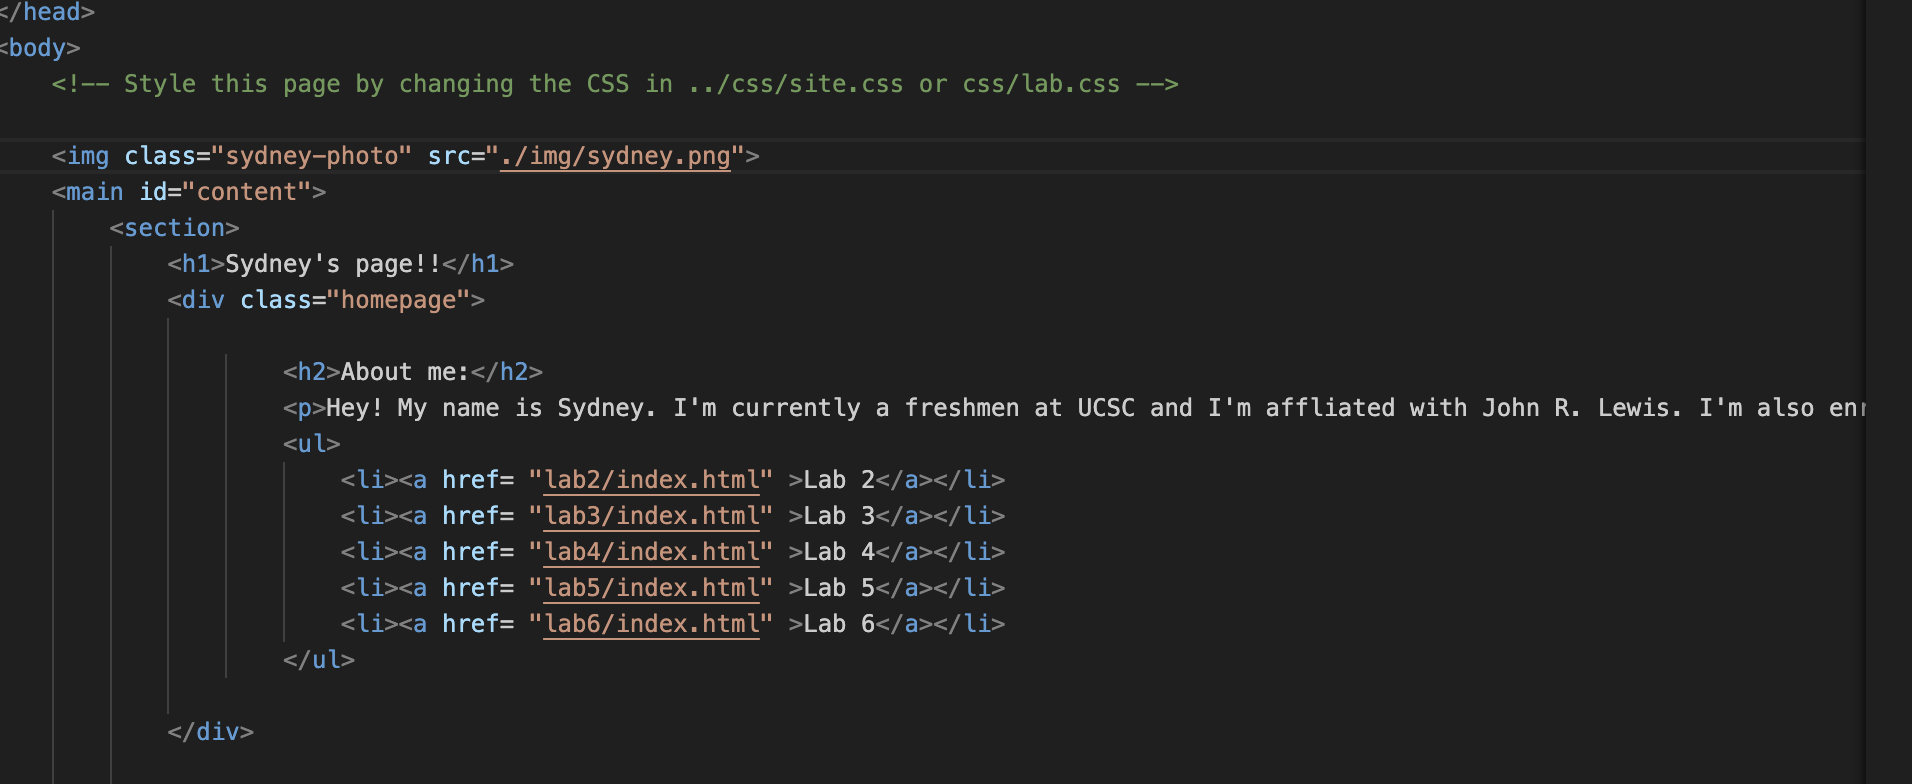 </head>
<body>
<!-- Style this page by changing the CSS in ../css/site.css or css/lab.css -->
<img class="sydney-photo" src="./img/sydney.png">
<main id="content">
<section>
<h1>Sydney's page!!</h1>
<div class="homepage">
<h2>About me:</h2>
<p>Hey! My name is Sydney. I'm currently a freshmen at UCSC and I'm affliated with John R. Lewis. I'm also
<ul>
<li><a href= "lab2/index.html" >Lab 2</a></li>
<li><a href= "lab3/index.html" >Lab 3</a></li>
<li><a href= "lab4/index.html" >Lab 4</a></li>
<li><a href= "lab5/index.html" >Lab 5</a></li>
<li><a href= "lab6/index.html" >Lab 6</a></li>
</ul>
</div>